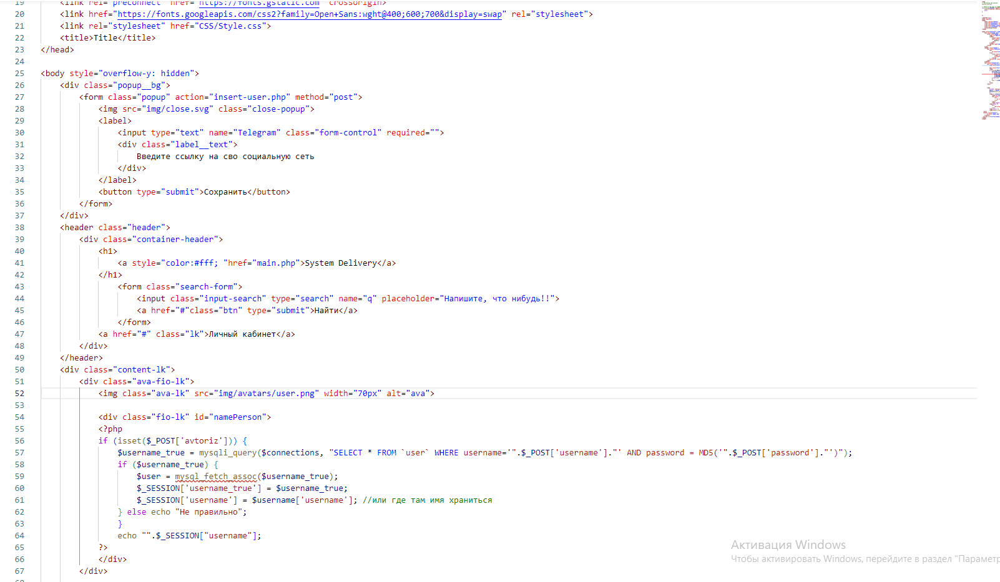 19 <link rel="preconnect" href="https://fonts.gstatic.com" crossorigin>
20 <link href="https://fonts.googleapis.com/css2?family=Open+Sans:wght@400;600;700&display=swap" rel="stylesheet">
21 <link rel="stylesheet" href="CSS/Style.css">
22 <title>Title</title>
23 </head>
24
25 <body style="overflow-y: hidden">
26 <div class="popup__bg">
27 <form class="popup" action="insert-user.php" method="post">
28 <img src="img/close.svg" class="close-popup">
29 <label>
30 <input type="text" name="Telegram" class="form-control" required="">
31 <div class="label__text">
32 Введите ссылку на сво социальную сеть
33 </div>
34 </label>
35 <button type="submit">Сохранить</button>
36 </form>
37 </div>
38 <header class="header">
39 <div class="container-header">
40 <h1>
41 <a style="color:#fff; "href="main.php">System Delivery</a>
42 </h1>
43 <form class="search-form">
44 <input class="input-search" type="search" name="q" placeholder="Напишите, что нибудь!!">
45 <a href="#"class="btn" type="submit">Найти</a>
46 </form>
47 <a href="#" class="lk">Личный кабинет</a>
48 </div>
49 </header>
50 <div class="content-lk">
51 <div class="ava-fio-lk">
52 <img class="ava-lk" src="img/avatars/user.png" width="70px" alt="ava">
53
54 <div class="fio-lk" id="namePerson">
55 <?php
56 if (isset($_POST['avtoriz'])) {
57 $username_true = mysqli_query($connections, "SELECT * FROM `user` WHERE username='".$_POST['username']."' AND password = MD5('".$_POST['password']."')");
58 if ($username_true) {
59 $user = mysql_fetch_assoc($username_true);
60 $_SESSION['username_true'] = $username_true;
61 $_SESSION['username'] = $username['username']; //или где там имя храниться
62 } else echo "Не правильно";
63 }
64 echo "".$_SESSION["username"];
65 ?>
66 </div>
67 </div>
Активация Windows
Чтобы активировать Windows, перейдите в раздел "Параметр